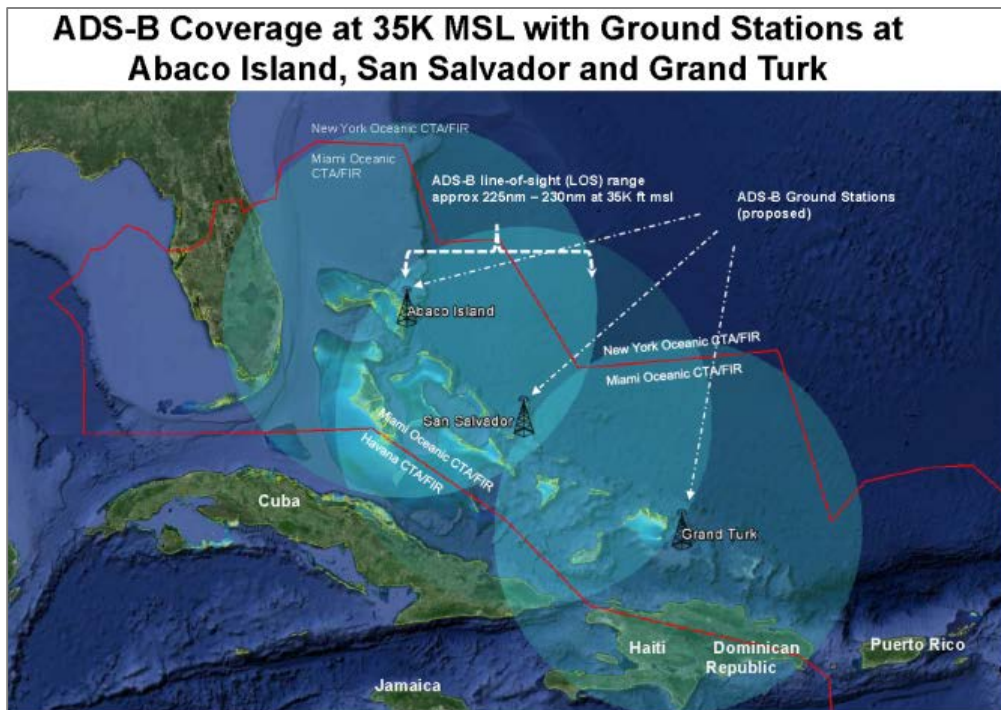 ADS-B Coverage at 35K MSL with Ground Stations at
Abaco Island, San Salvador and Grand Turk
New York Oceanic CTA/FIR
Miami Oceanic
CTA/FIR
ADS-B line-of-sight (LOS) range
approx 225nm – 230nm at 35K ft msl
ADS-B Ground Stations
(proposed)
Abaco Island
New York Oceanic CTA/FIR
Miami Oceanic CTA/FIR
San Salvador
Miami Oceanic CTA/FIR
Havana CTA/FIR
Cuba
Grand Turk
Haiti
Dominican
Republic
Puerto Rico
Jamaica